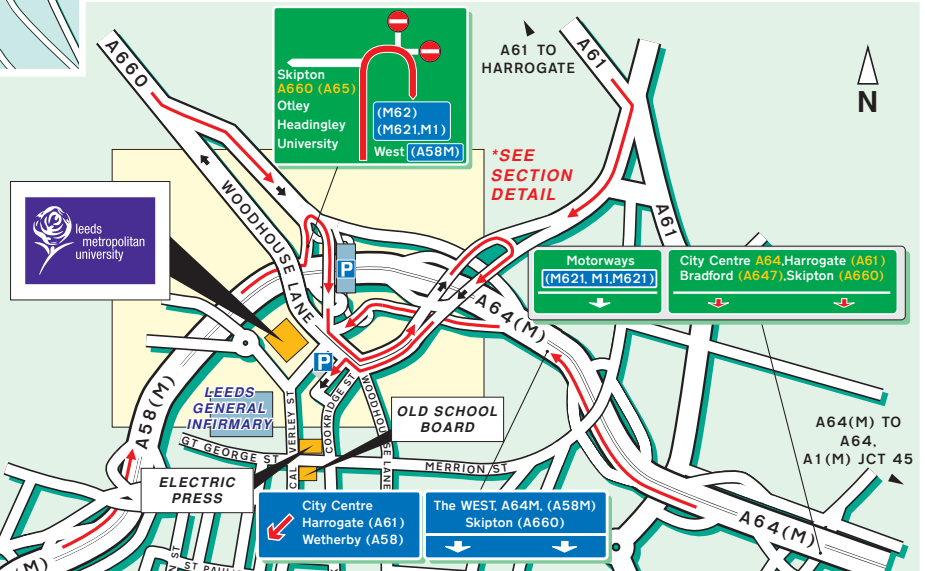 A660
Skipton
A660 (A65)
Otley
Headingley
University
(M62)
(M621,M1)
West (A58M)
A61 TO
HARROGATE
A61
N
*SEE
SECTION
DETAIL
A61
leeds
metropolitan
university
WOODHOUSE LANE
P
Motorways
(M621, M1,M621)
City Centre A64,Harrogate (A61)
Bradford (A647),Skipton (A660)
A64(M)
P
A58(M)
LEEDS
GENERAL
INFIRMARY
CALVERLEY ST
COOKRIDGE ST
WOODHOUSE LANE
OLD SCHOOL
BOARD
A64(M) TO
A64,
A1(M) JCT 45
GT GEORGE ST
MERRION ST
ELECTRIC
PRESS
City Centre
Harrogate (A61)
Wetherby (A58)
The WEST, A64M, (A58M)
Skipton (A660)
A64(M)
(M)
N ST
ST PAUL